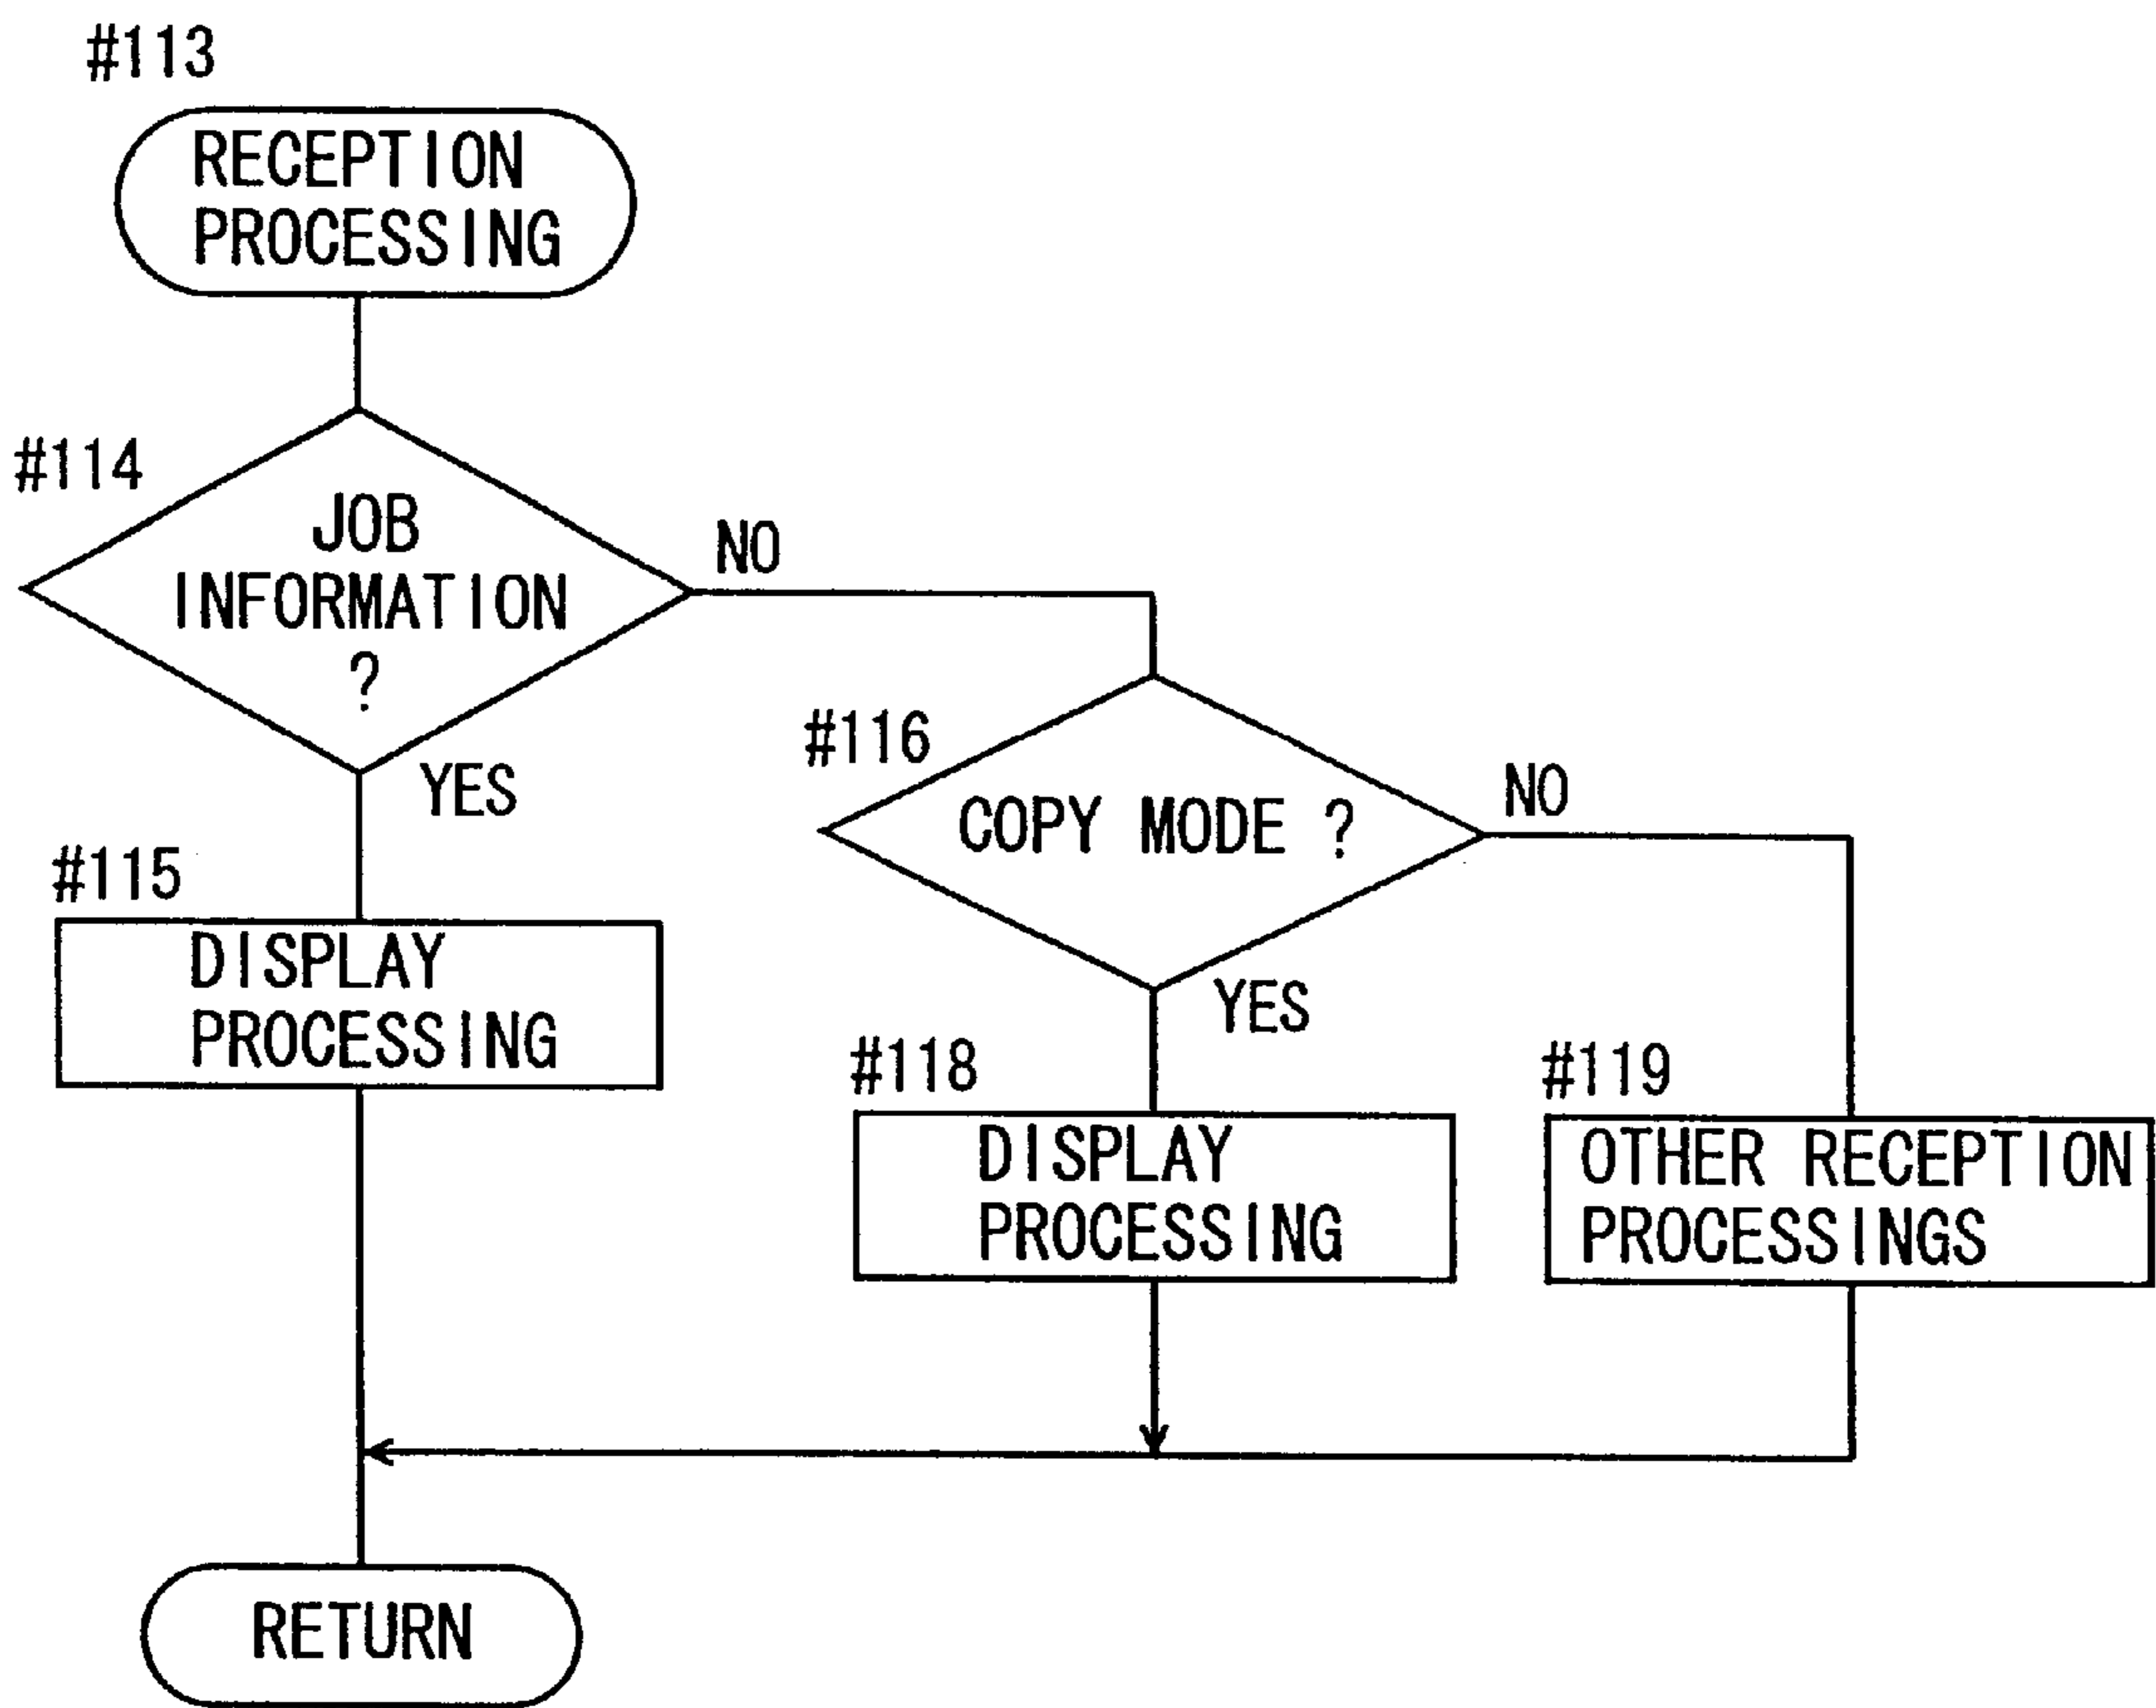 #113
RECEPTION
PROCESSING
#114
JOB
INFORMATION
?
NO
YES
#116
COPY MODE ?
NO
YES
#115
DISPLAY
PROCESSING
#118
DISPLAY
PROCESSING
#119
OTHER RECEPTION
PROCESSINGS
RETURN